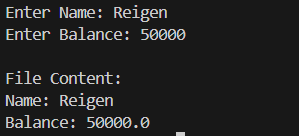 Enter Name: Reigen
Enter Balance: 50000
File Content:
Name: Reigen
Balance: 50000.0